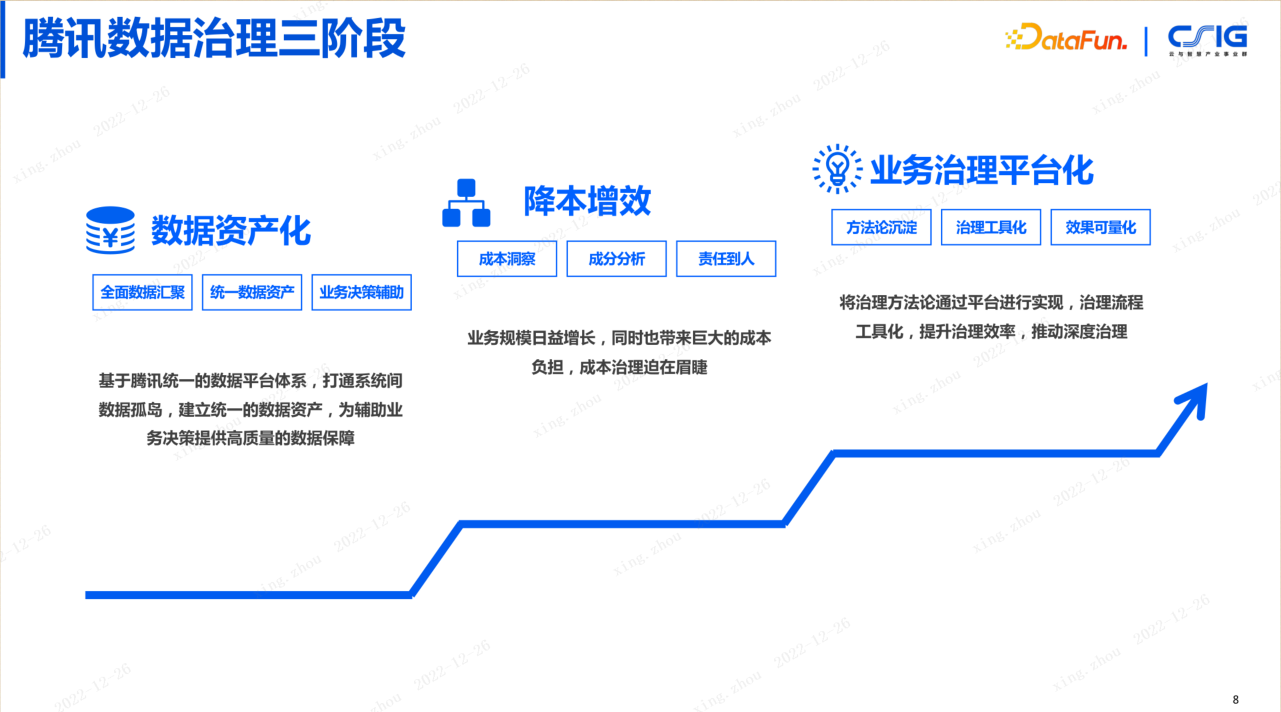 腾讯数据治理三阶段
DataFun.
CSIG
云与智慧产业事业群
数据资产化
全面数据汇聚
统一数据资产
业务决策辅助
基于腾讯统一的数据平台体系，打通系统间
数据孤岛，建立统一的数据资产，为辅助业
务决策提供高质量的数据保障
降本增效
成本洞察
成分分析
责任到人
业务规模日益增长，同时也带来巨大的成本
负担，成本治理迫在眉睫
业务治理平台化
方法论沉淀
治理工具化
效果可量化
将治理方法论通过平台进行实现，治理流程
工具化，提升治理效率，推动深度治理
xing.zhou 2022-12-26
8